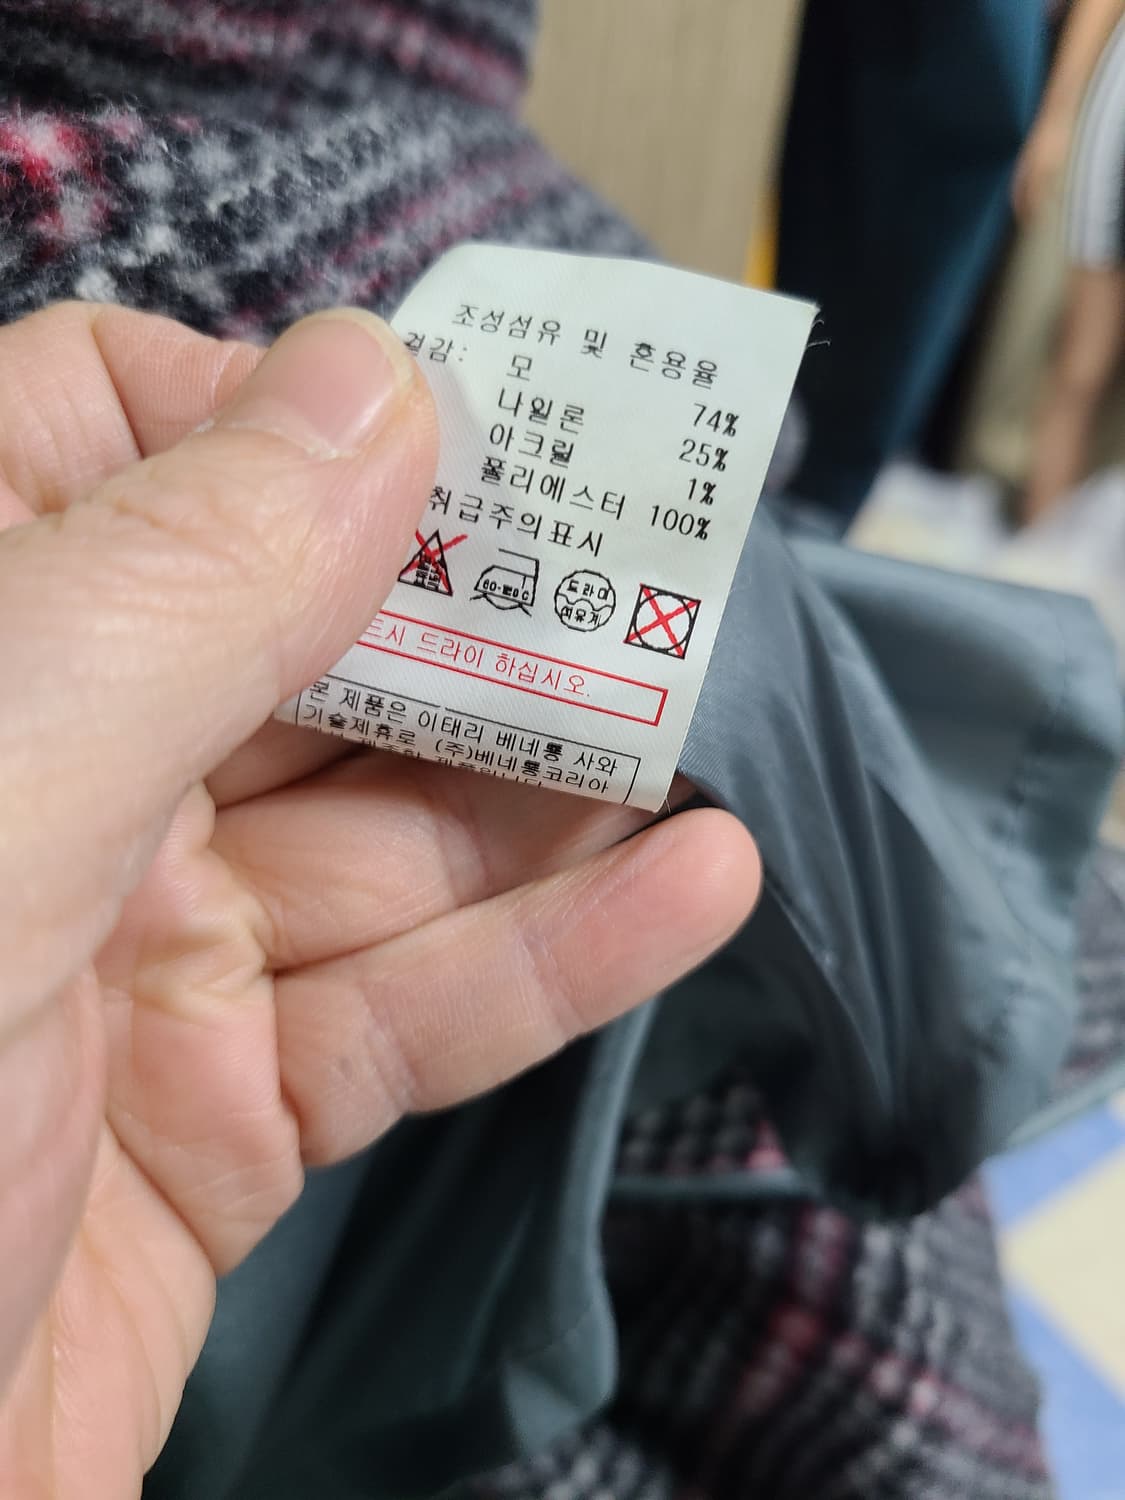 조성섬유 및 혼용율
겉감:
모 74%
나일론 25%
아크릴 1%
폴리에스터 100%
취급주의표시
드라이
석유계
드시 드라이 하십시오.
본 제품은 이태리 베네통 사와
기술제휴로 (주)베네통코리아